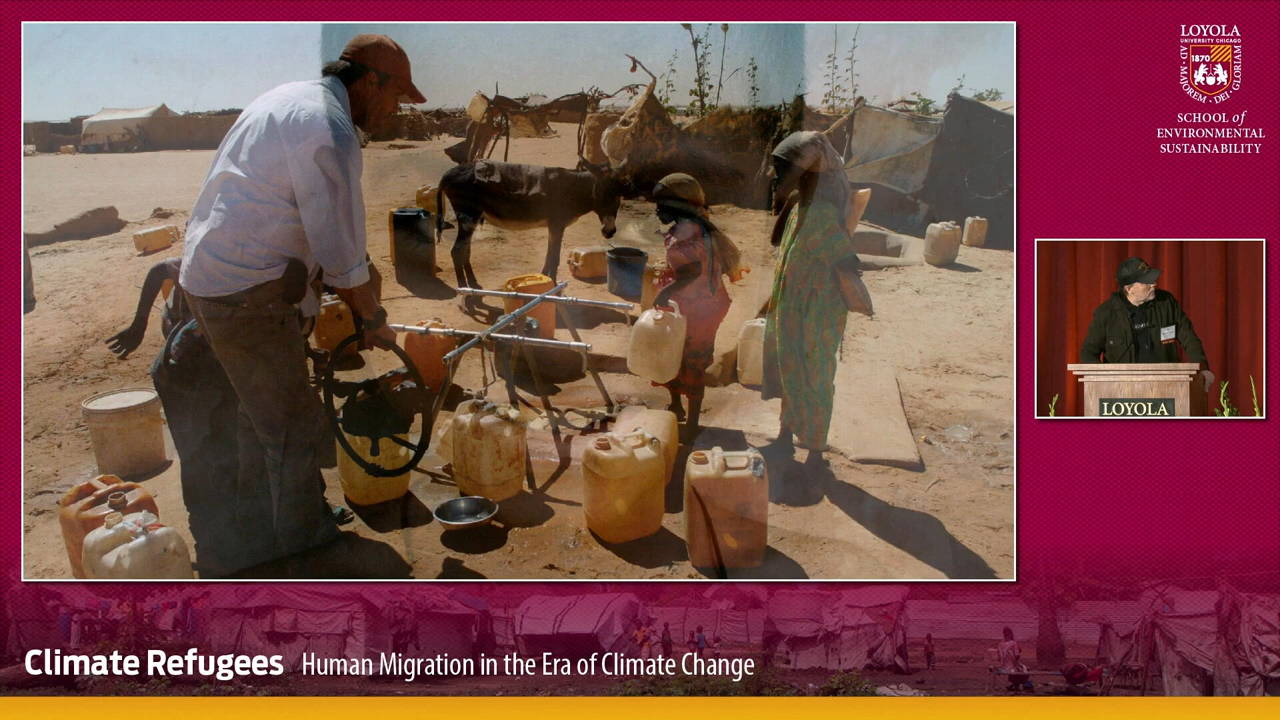 LOYOLA
UNIVERSITY CHICAGO
1870
AD · MAJOREM · DEI · GLORIAM
SCHOOL of
ENVIRONMENTAL
SUSTAINABILITY
LOYOLA
Climate Refugees Human Migration in the Era of Climate Change